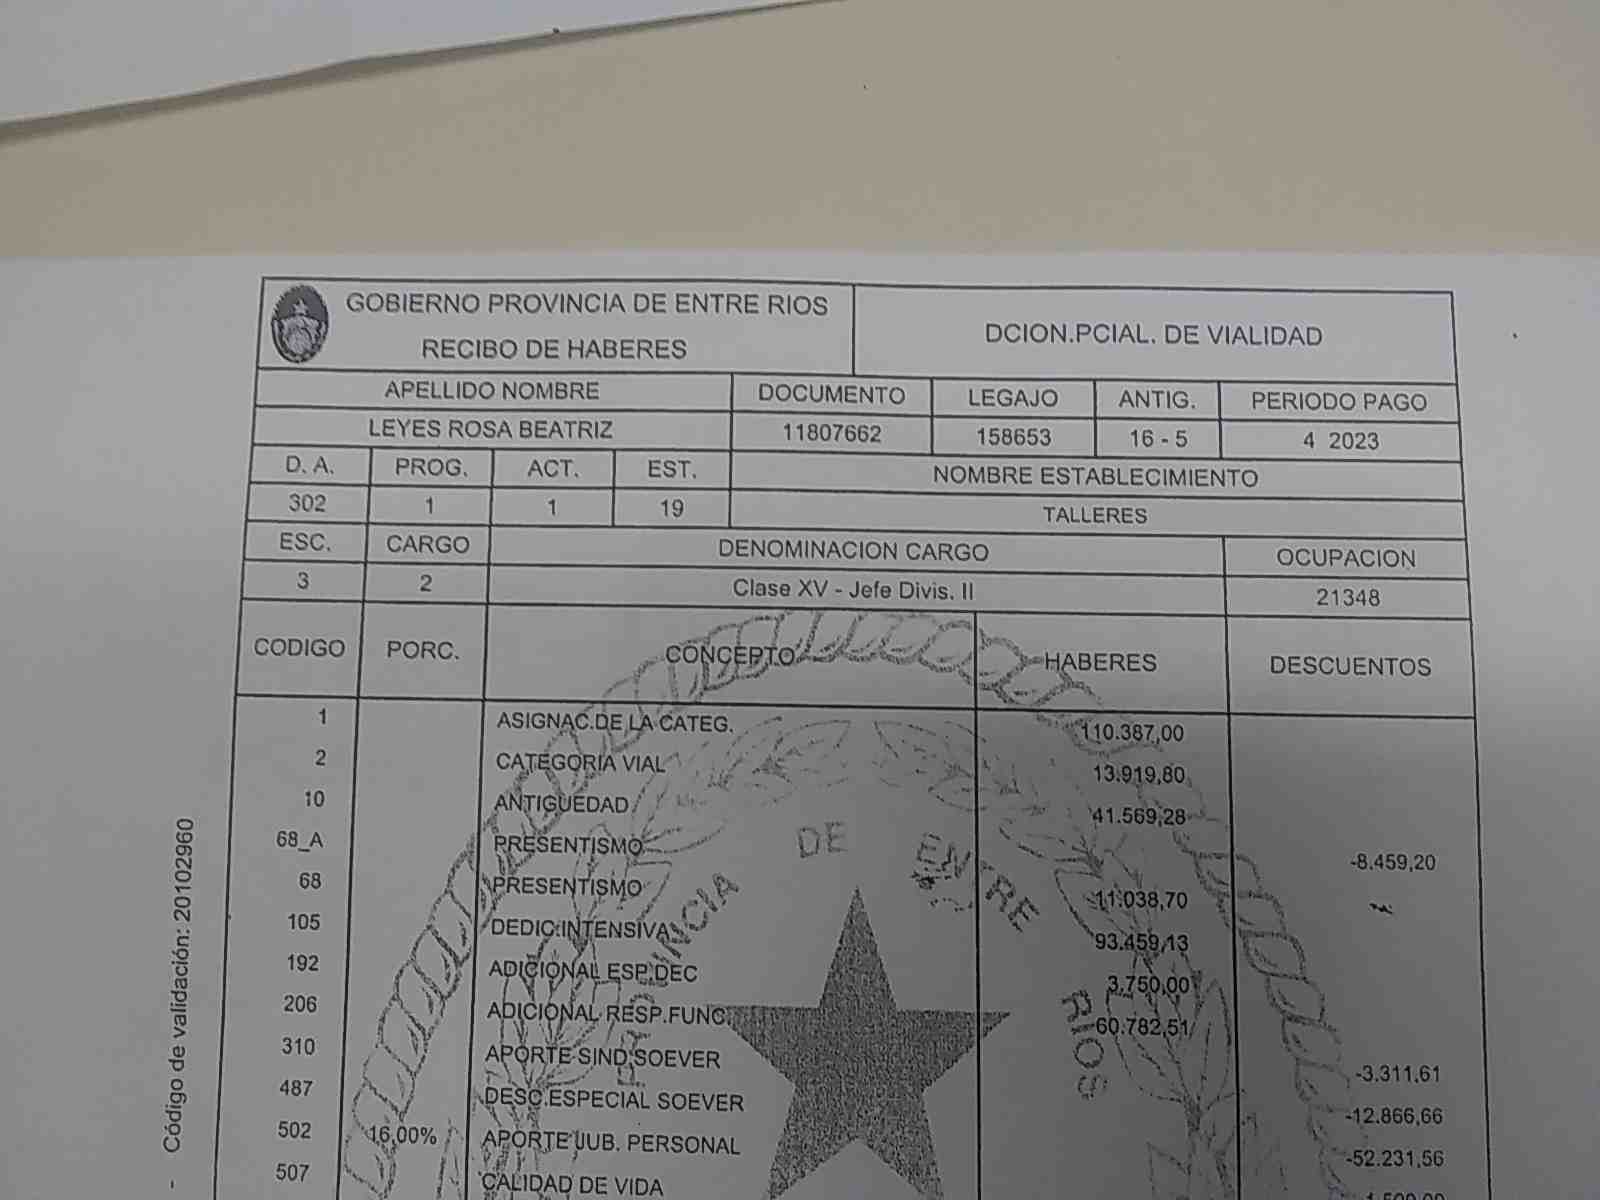 GOBIERNO PROVINCIA DE ENTRE RIOS
RECIBO DE HABERES
DCION.PCIAL. DE VIALIDAD
APELLIDO NOMBRE DOCUMENTO LEGAJO ANTIG. PERIODO PAGO
LEYES ROSA BEATRIZ 11807662 158653 16 - 5 4 2023
D. A. PROG. ACT. EST. NOMBRE ESTABLECIMIENTO
302 1 1 19 TALLERES
ESC. CARGO DENOMINACION CARGO OCUPACION
3 2 Clase XV - Jefe Divis. II 21348
CODIGO PORC. CONCEPTO HABERES DESCUENTOS
1 ASIGNAC.DE LA CATEG. 110.387,00
2 CATEGORIA VIAL 13.919,80
10 ANTIGUEDAD 41.569,28
68_A PRESENTISMO -8.459,20
68 PRESENTISMO 11.038,70
105 DEDIC.INTENSIVA 93.459,13
192 ADICIONAL ESP.DEC 3.750,00
206 ADICIONAL RESP.FUNC. 60.782,51
310 APORTE SIND.SOEVER -3.311,61
487 DESC.ESPECIAL SOEVER -12.866,66
502 16,00% APORTE JUB. PERSONAL -52.231,56
507 CALIDAD DE VIDA
PROVINCIA DE ENTRE RIOS
- Código de validación: 20102960